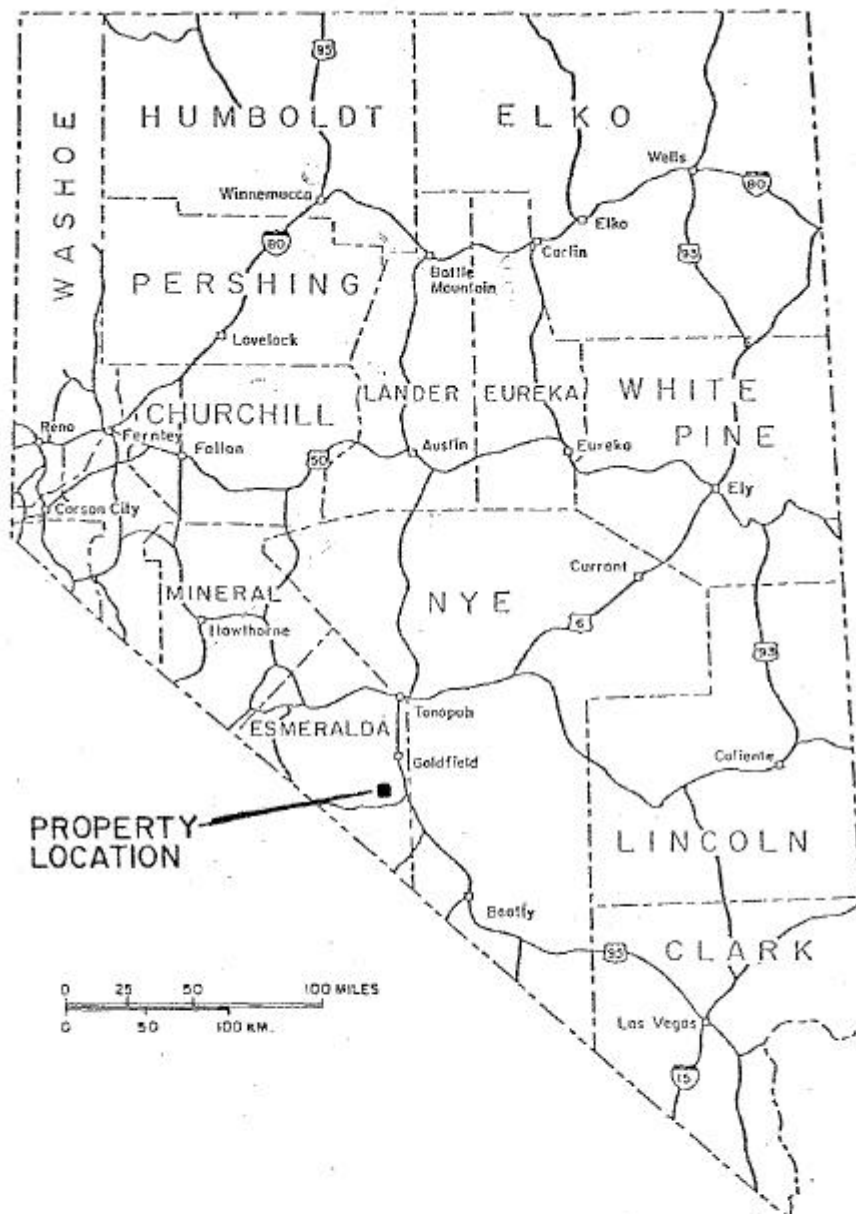 95
HUMBOLDT
ELKO
WASHOE
Wells
80
Winnemucca
Elko
80
Carlin
93
Battle
Mountain
PERSHING
Lovelock
LANDER
EUREKA
WHITE
PINE
CHURCHILL
Reno
Fernley
Fallon
50
Austin
Eureka
Ely
Carson City
Currant
MINERAL
NYE
Hawthorne
6
93
Tonopah
ESMERALDA
Goldfield
Caliente
PROPERTY
LOCATION
LINCOLN
Beatty
CLARK
95
0 25 50 100 MILES
0 50 100 KM.
Las Vegas
15